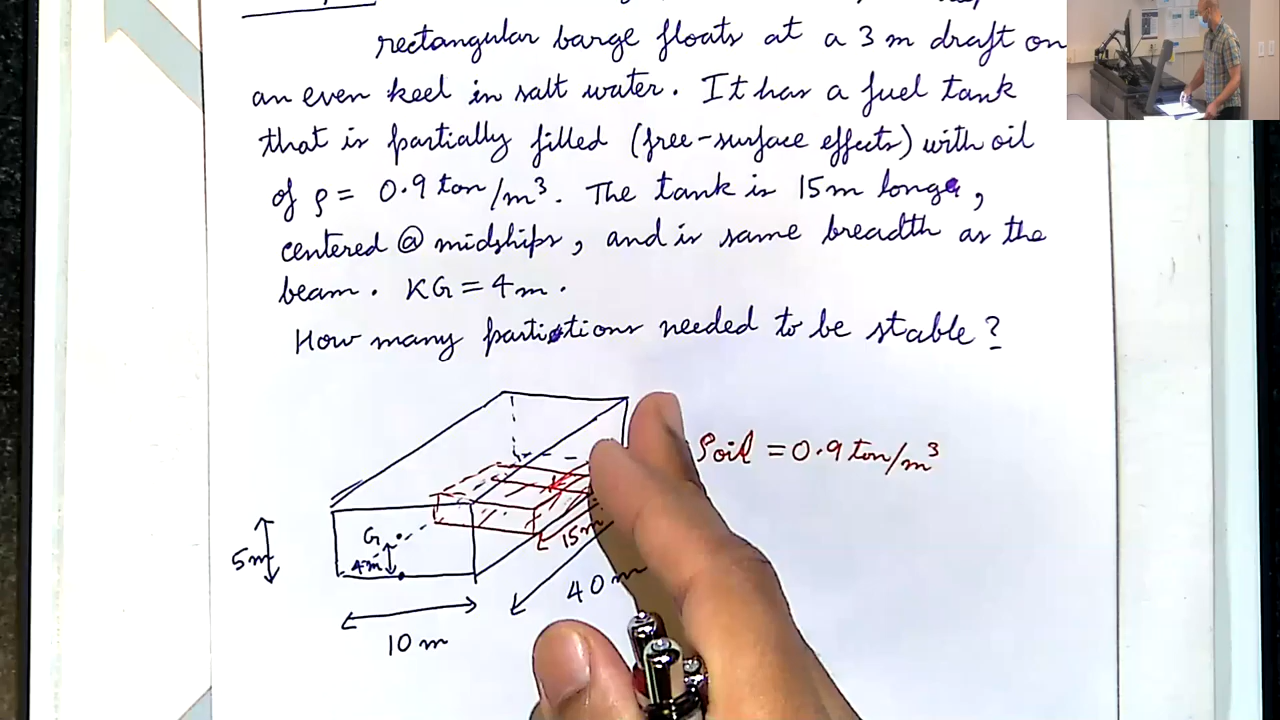 rectangular barge floats at a 3 m draft on
an even keel in salt water. It has a fuel tank
that is partially filled (free-surface effects) with oil
of ρ = 0.9 ton/m³. The tank is 15m long,
centered @ midships, and is same breadth as the
beam. KG = 4m.
How many partitions needed to be stable?
ρoil = 0.9 ton/m³
G
4m
5m
15m
40 m
10 m